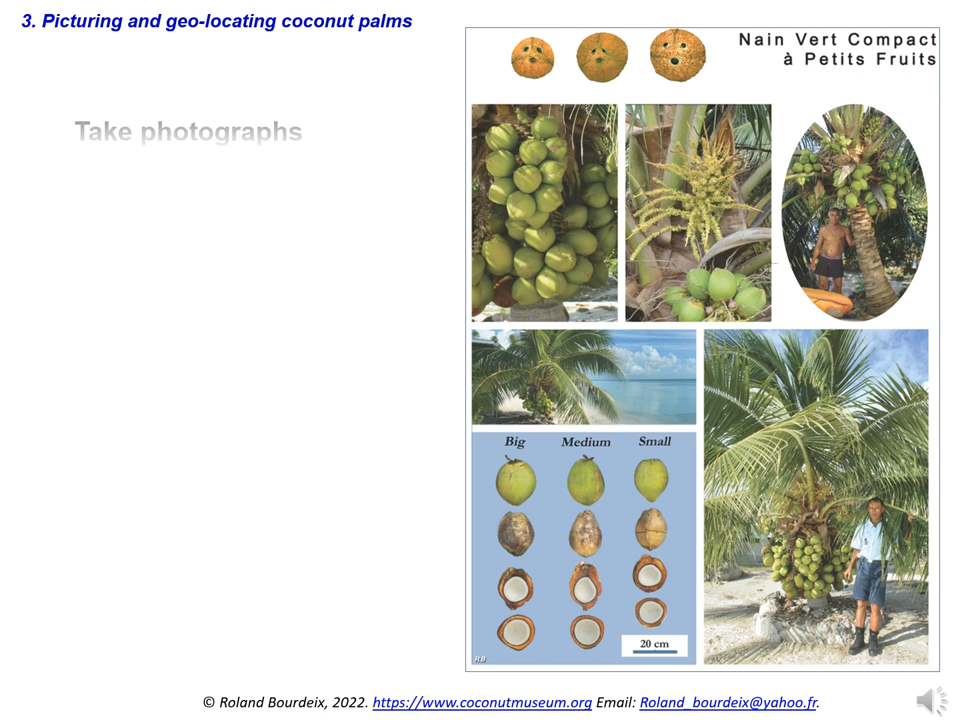 3. Picturing and geo-locating coconut palms
Take photographs
Nain Vert Compact
à Petits Fruits
Big Medium Small
20 cm
RB
© Roland Bourdeix, 2022. https://www.coconutmuseum.org Email: Roland_bourdeix@yahoo.fr.